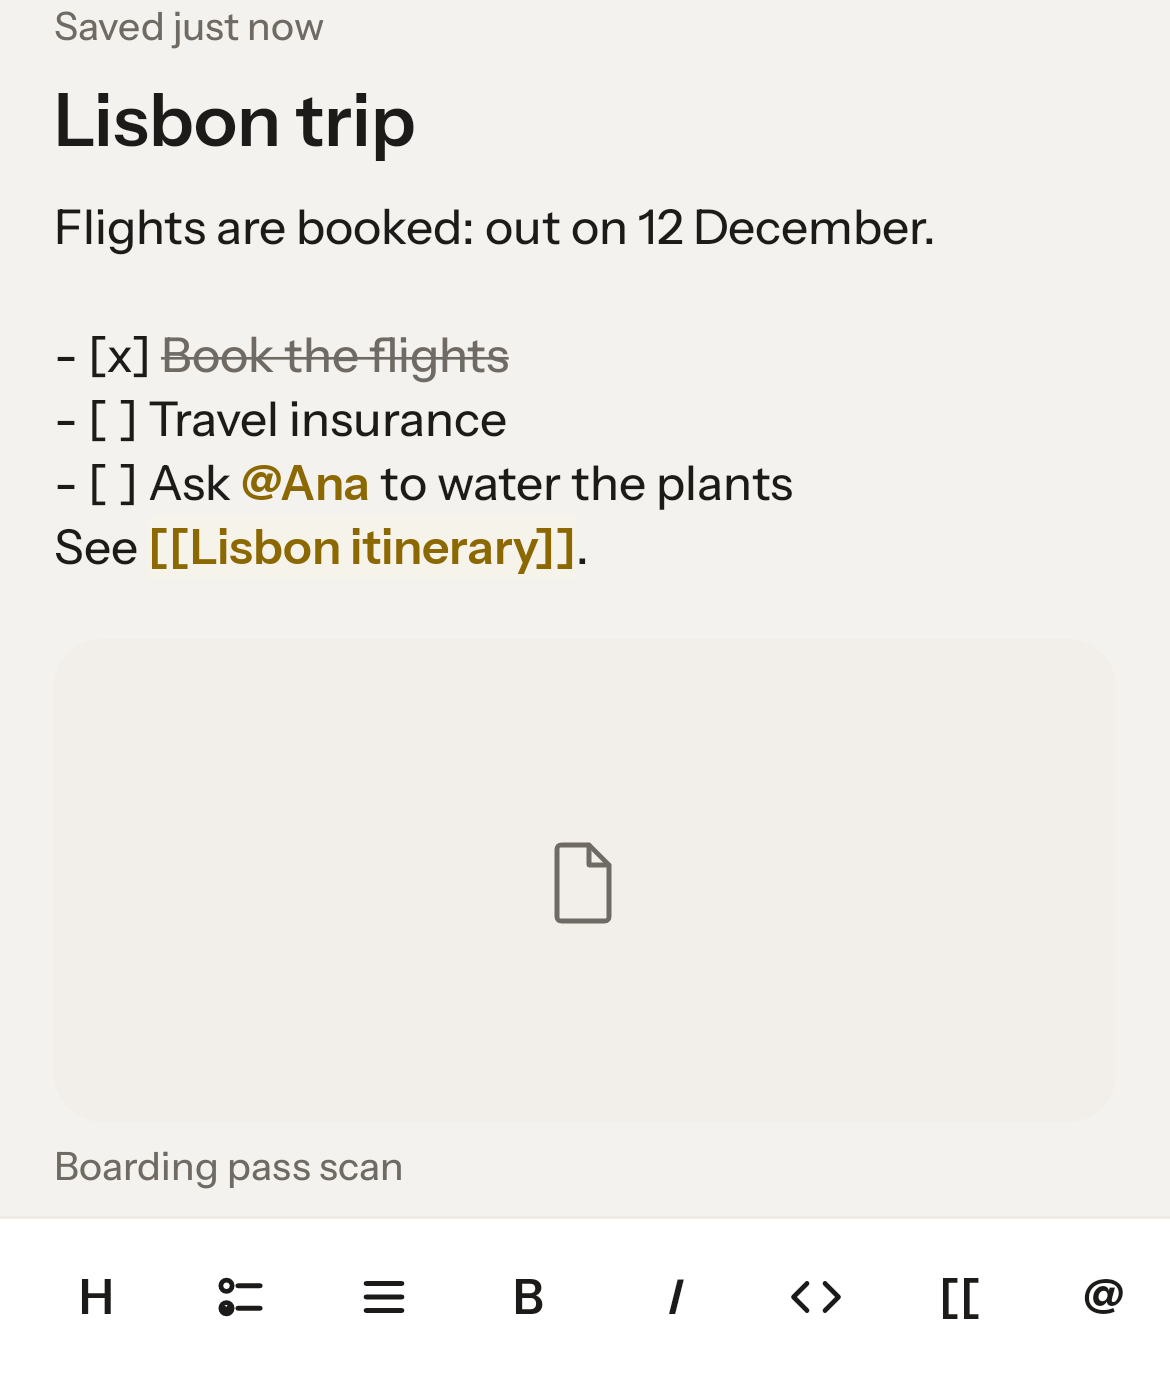 Saved just now
Lisbon trip
Flights are booked: out on 12 December.
- [x] Book the flights
- [ ] Travel insurance
- [ ] Ask @Ana to water the plants
See [[Lisbon itinerary]].
Boarding pass scan
H B I <> [[ @